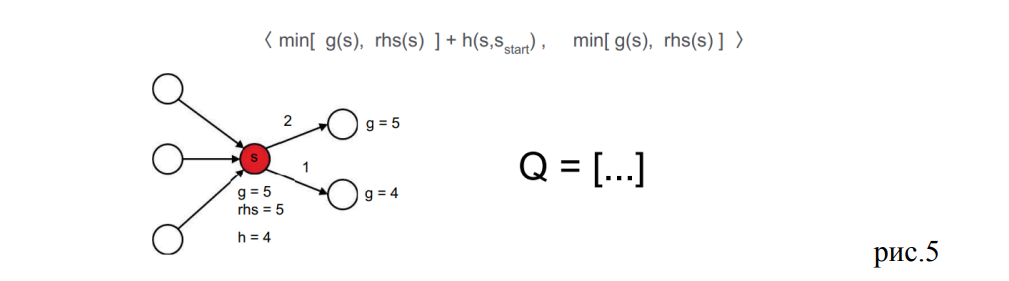 〈 min[ g(s), rhs(s) ] + h(s,s_start) , min[ g(s), rhs(s) ] 〉
2
g = 5
s
1
Q = [...]
g = 5
g = 4
rhs = 5
h = 4
рис.5